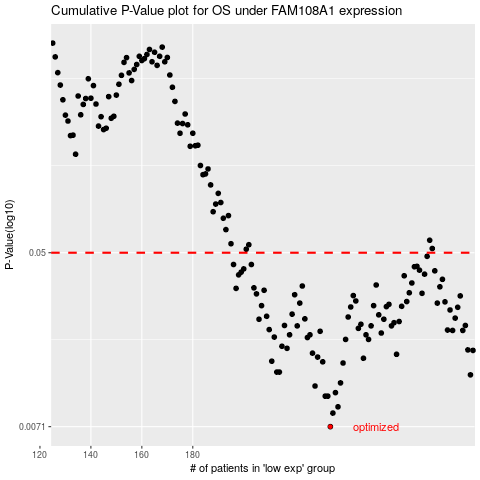 Cumulative P-Value plot for OS under FAM108A1 expression
P-Value(log10)
0.05
0.0071
optimized
120 140 160 180
# of patients in 'low exp' group